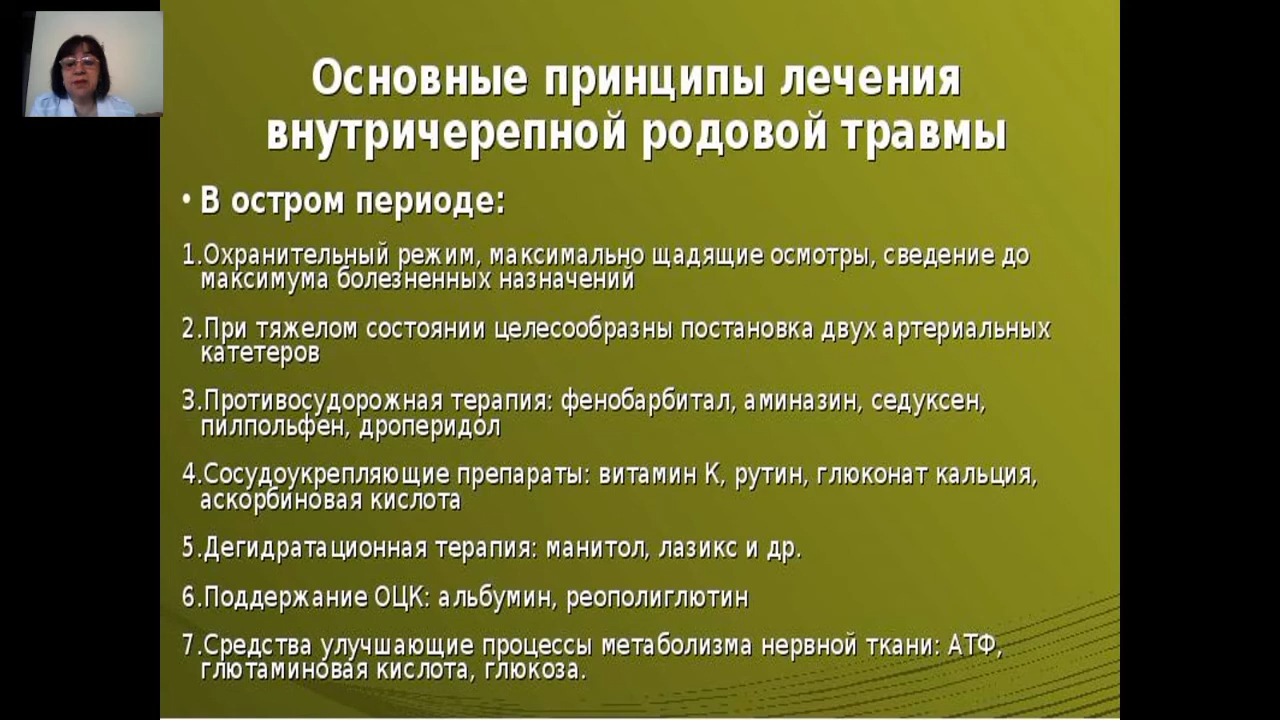 Основные принципы лечения
внутричерепной родовой травмы
• В остром периоде:
1.Охранительный режим, максимально щадящие осмотры, сведение до
максимума болезненных назначений
2.При тяжелом состоянии целесообразны постановка двух артериальных
катетеров
3.Противосудорожная терапия: фенобарбитал, аминазин, седуксен,
пилпольфен, дроперидол
4.Сосудоукрепляющие препараты: витамин К, рутин, глюконат кальция,
аскорбиновая кислота
5.Дегидратационная терапия: манитол, лазикс и др.
6.Поддержание ОЦК: альбумин, реополиглютин
7.Средства улучшающие процессы метаболизма нервной ткани: АТФ,
глютаминовая кислота, глюкоза.